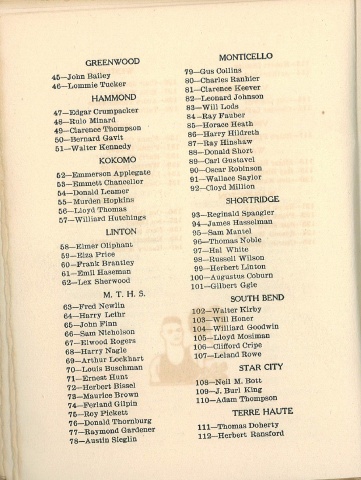 GREENWOOD
45—John Bailey
46—Lommie Tucker
HAMMOND
47—Edgar Crumpacker
48—Rulo Minard
49—Clarence Thompson
50—Bernard Gavit
51—Walter Kennedy
KOKOMO
52—Emmerson Applegate
53—Emmett Chanceller
54—Donald Leamer
55—Murden Hopkins
56—Lloyd Thomas
57—Williard Hutchings
LINTON
58—Elmer Oliphant
59—Elza Price
60—Frank Brantley
61—Emil Haseman
62—Lex Sherwood
M. T. H. S.
63—Fred Newlin
64—Harry Leihr
65—John Finn
66—Sam Nicholson
67—Elwood Rogers
68—Harry Nagle
69—Arthur Lockhart
70—Louis Buschman
71—Ernest Hunt
72—Herbert Bissel
73—Maurice Brown
74—Ferland Gilpin
75—Roy Pickett
76—Donald Thornburg
77—Raymond Gardener
78—Austin Sieglin
MONTICELLO
79—Gus Collins
80—Charles Ranhier
81—Clarence Keever
82—Leonard Johnson
83—Will Lods
84—Ray Fauber
85—Horace Heath
86—Harry Hildreth
87—Ray Hinshaw
88—Donald Short
89—Carl Gustavel
90—Oscar Robinson
91—Wallace Saylor
92—Cloyd Million
SHORTRIDGE
93—Reginald Spangler
94—James Hasselman
95—Sam Mantel
96—Thomas Noble
97—Hal White
98—Russell Wilson
99—Herbert Linton
100—Augustus Coburn
101—Gilbert Ggle
SOUTH BEND
102—Walter Kirby
103—Will Honer
104—Williard Goodwin
105—Lloyd Mosiman
106—Clifford Cripe
107—Leland Rowe
STAR CITY
108—Neil M. Bott
109—J. Burl King
110—Adam Thompson
TERRE HAUTE
111—Thomas Doherty
112—Herbert Ransford